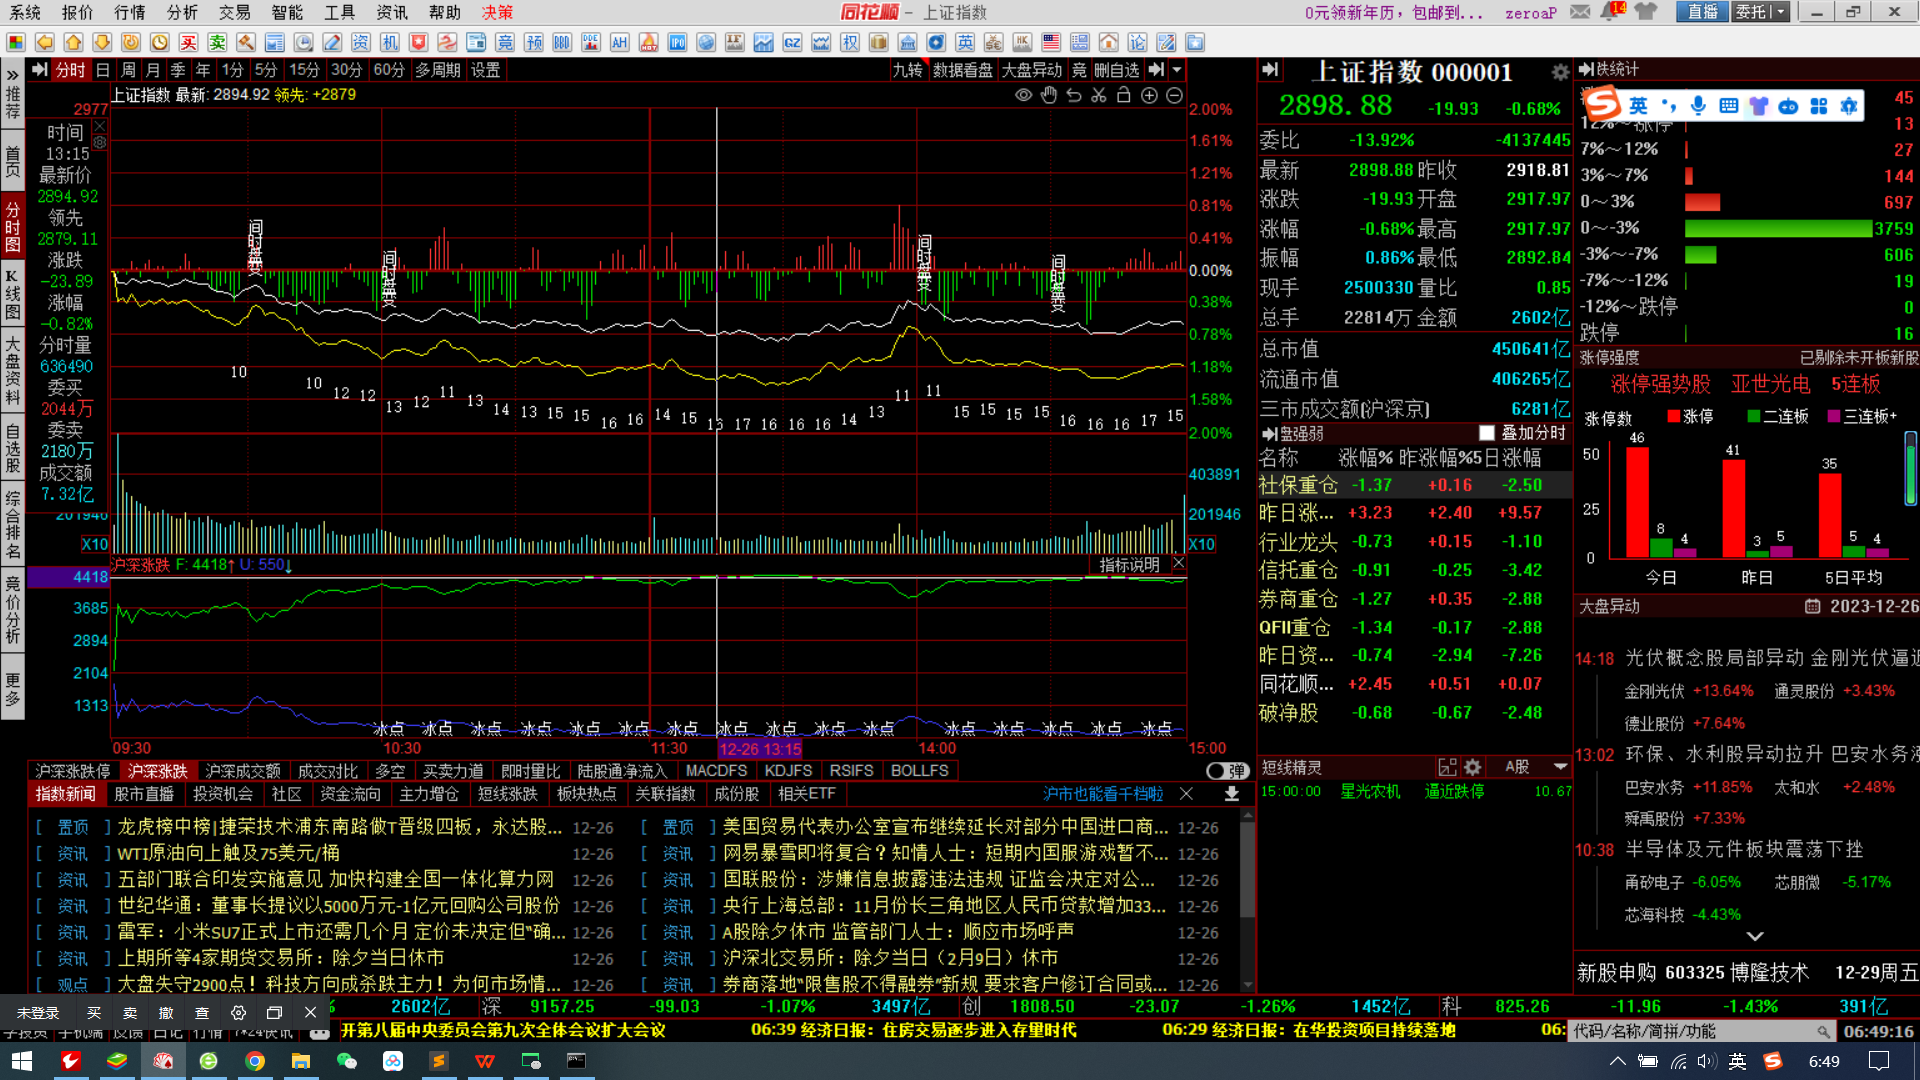 系统 报价 行情 分析 交易 智能 工具 资讯 帮助 决策
同花顺 - 上证指数
0元领新年历，包邮到... zeroaP 14 直播 委托
买 卖 资 机 竞 预 AH IPO GZ 权 英 HK 论
分时 日 周 月 季 年 1分 5分 15分 30分 60分 多周期 设置
九转 数据看盘 大盘异动 竞 删自选
上证指数 最新: 2894.92 领先: +2879
推荐
首页
分时图
K线图
大盘资料
自选股
综合排名
竞价分析
更多
2977
时间
13:15
最新价
2894.92
领先
2879.11
涨跌
-23.89
涨幅
-0.82%
分时量
636490
委买
2044万
委卖
2180万
成交额
7.32亿
201946
X10
2.00%
1.61%
1.21%
0.81%
0.41%
0.00%
0.38%
0.78%
1.18%
1.58%
2.00%
403891
201946
X10
10 10 12 12 13 12 11 13 14 13 15 15 16 16 14 15 16 17 16 16 14 13 11 11 15 15 15 15 16 16 16 17 15
沪深涨跌 F: 4418↑ U: 550↓
指标说明
4418
3685
2894
2104
1313
冰点 冰点 冰点 冰点 冰点 冰点 冰点 冰点 冰点 冰点 冰点 冰点 冰点 冰点 冰点 冰点
09:30 10:30 11:30 12-26 13:15 14:00 15:00
沪深涨跌停 沪深涨跌 沪深成交额 成交对比 多空 买卖力道 即时量比 陆股通净流入 MACDFS KDJFS RSIFS BOLLFS 弹
指数新闻 股市直播 投资机会 社区 资金流向 主力增仓 短线涨跌 板块热点 关联指数 成份股 相关ETF 沪市也能看千档啦
[ 置顶 ] 龙虎榜中榜|捷荣技术浦东南路做T晋级四板，永达股... 12-26
[ 资讯 ] WTI原油向上触及75美元/桶 12-26
[ 资讯 ] 五部门联合印发实施意见 加快构建全国一体化算力网 12-26
[ 资讯 ] 世纪华通：董事长提议以5000万元-1亿元回购公司股份 12-26
[ 资讯 ] 雷军：小米SU7正式上市还需几个月 定价未决定但“确... 12-26
[ 资讯 ] 上期所等4家期货交易所：除夕当日休市 12-26
[ 观点 ] 大盘失守2900点！科技方向成杀跌主力！为何市场情... 12-26
[ 置顶 ] 美国贸易代表办公室宣布继续延长对部分中国进口商... 12-26
[ 资讯 ] 网易暴雪即将复合？知情人士：短期内国服游戏暂不... 12-26
[ 资讯 ] 国联股份：涉嫌信息披露违法违规 证监会决定对公... 12-26
[ 资讯 ] 央行上海总部：11月份长三角地区人民币贷款增加33... 12-26
[ 资讯 ] A股除夕休市 监管部门人士：顺应市场呼声 12-26
[ 资讯 ] 沪深北交易所：除夕当日（2月9日）休市 12-26
[ 资讯 ] 券商落地“限售股不得融券”新规 要求客户修订合同或... 12-26
上证指数 000001
2898.88 -19.93 -0.68%
委比 -13.92% -4137445
最新 2898.88 昨收 2918.81
涨跌 -19.93 开盘 2917.97
涨幅 -0.68% 最高 2917.97
振幅 0.86% 最低 2892.84
现手 2500330 量比 0.85
总手 22814万 金额 2602亿
总市值 450641亿
流通市值 406265亿
三市成交额(沪深京) 6281亿
盘强弱 叠加分时
名称 涨幅% 昨涨幅% 5日涨幅
社保重仓 -1.37 +0.16 -2.50
昨日涨... +3.23 +2.40 +9.57
行业龙头 -0.73 +0.15 -1.10
信托重仓 -0.91 -0.25 -3.42
券商重仓 -1.27 +0.35 -2.88
QFII重仓 -1.34 -0.17 -2.88
昨日资... -0.74 -2.94 -7.26
同花顺... +2.45 +0.51 +0.07
破净股 -0.68 -0.67 -2.48
短线精灵 A股
15:00:00 星光农机 逼近跌停 10.67
跌统计
英
45
12%～涨停 13
7%～12% 27
3%～7% 144
0～3% 697
0～-3% 3759
-3%～-7% 606
-7%～-12% 19
-12%～跌停 0
跌停 16
涨停强度 已剔除未开板新股
涨停强势股 亚世光电 5连板
涨停数 涨停 二连板 三连板+
50
25
0
46 8 4
41 3 5
35 5 4
今日 昨日 5日平均
大盘异动 2023-12-26
14:18 光伏概念股局部异动 金刚光伏逼近
金刚光伏 +13.64% 通灵股份 +3.43%
德业股份 +7.64%
13:02 环保、水利股异动拉升 巴安水务涨
巴安水务 +11.85% 太和水 +2.48%
舜禹股份 +7.33%
10:38 半导体及元件板块震荡下挫
甬矽电子 -6.05% 芯朋微 -5.17%
芯海科技 -4.43%
新股申购 603325 博隆技术 12-29周五
未登录 买 卖 撤 查
% 2602亿 深 9157.25 -99.03 -1.07% 3497亿 创 1808.50 -23.07 -1.26% 1452亿 科 825.26 -11.96 -1.43% 391亿
开第八届中央委员会第九次全体会议扩大会议 06:39 经济日报：住房交易逐步进入存量时代 06:29 经济日报：在华投资项目持续落地 06:
代码/名称/简拼/功能 06:49:16
英 6:49